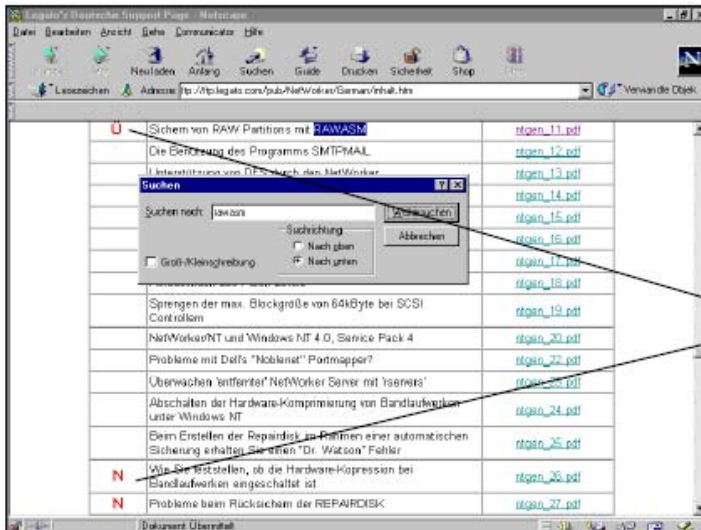 Legato's Deutsche Support Page - Netscape
Datei Bearbeiten Ansicht Gehe Communicator Hilfe
Neu laden Anfang Suchen Guide Drucken Sicherheit Shop
Lesezeichen Adresse ftp://ftp.legato.com/pub/NetWorker/German/inhalt.htm Verwandte Objek
Ü Sichern von RAW Partitions mit RAWASM ntgen_11.pdf
Die Benutzung des Programms SMTPMAIL ntgen_12.pdf
Unterstützung von DFS durch den NetWorker ntgen_13.pdf
Suchen
ntgen_14.pdf
Suchen nach: rawasm Weitersuchen
ntgen_15.pdf
Suchrichtung
Nach oben Abbrechen
ntgen_16.pdf
Groß-/Kleinschreibung Nach unten
ntgen_17.pdf
ntgen_18.pdf
Sprengen der max. Blockgröße von 64kByte bei SCSI
Controllern ntgen_19.pdf
NetWorker/NT und Windows NT 4.0, Service Pack 4 ntgen_20.pdf
Probleme mit Dell's "Noblenet" Portmapper? ntgen_22.pdf
Überwachen 'entfernter' NetWorker Server mit 'nservers' ntgen_23.pdf
Abschalten der Hardware-Komprimierung von Bandlaufwerken
unter Windows NT ntgen_24.pdf
Beim Erstellen der Repairdisk im Rahmen einer automatischen
Sicherung erhalten Sie einen "Dr. Watson" Fehler ntgen_25.pdf
N Wie Sie feststellen, ob die Hardware-Kopression bei
Bandlaufwerken eingeschaltet ist ntgen_26.pdf
N Probleme beim Rücksichern der REPAIRDISK ntgen_27.pdf
Dokument Übermittelt